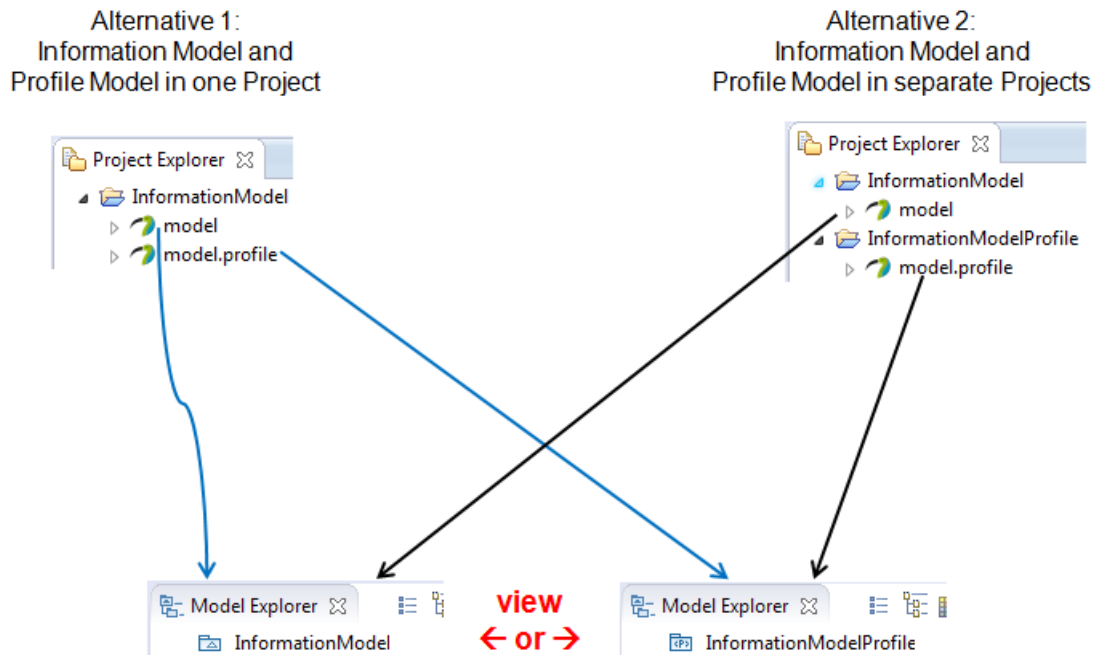 Alternative 1:
Information Model and
Profile Model in one Project
Alternative 2:
Information Model and
Profile Model in separate Projects
Project Explorer
InformationModel
model
model.profile
Project Explorer
InformationModel
model
InformationModelProfile
model.profile
Model Explorer
InformationModel
view
← or →
Model Explorer
<P> InformationModelProfile